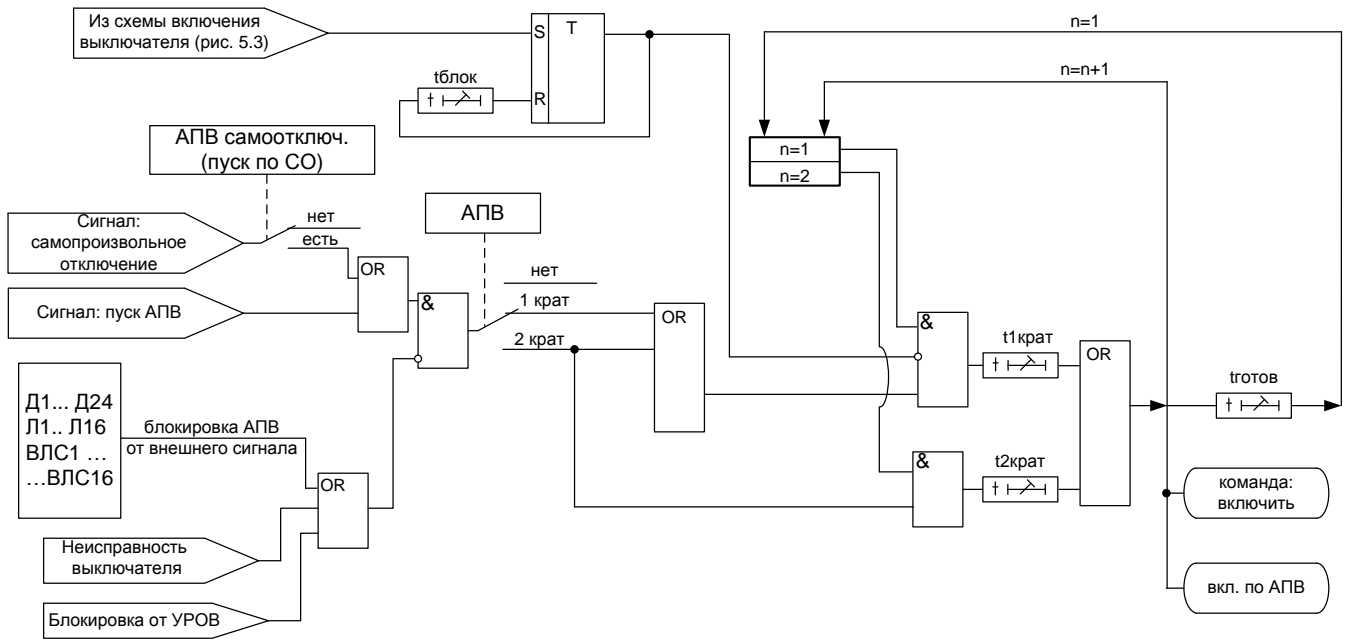 Из схемы включения
выключателя (рис. 5.3)
S
T
R
tблок
n=1
n=n+1
n=1
n=2
АПВ самоотключ.
(пуск по СО)
АПВ
Сигнал:
самопроизвольное
отключение
нет
есть
OR
Сигнал: пуск АПВ
&
нет
1 крат
2 крат
OR
&
t1крат
OR
tготов
Д1... Д24
Л1.. Л16
ВЛС1 …
…ВЛС16
блокировка АПВ
от внешнего сигнала
OR
&
t2крат
команда:
включить
Неисправность
выключателя
вкл. по АПВ
Блокировка от УРОВ